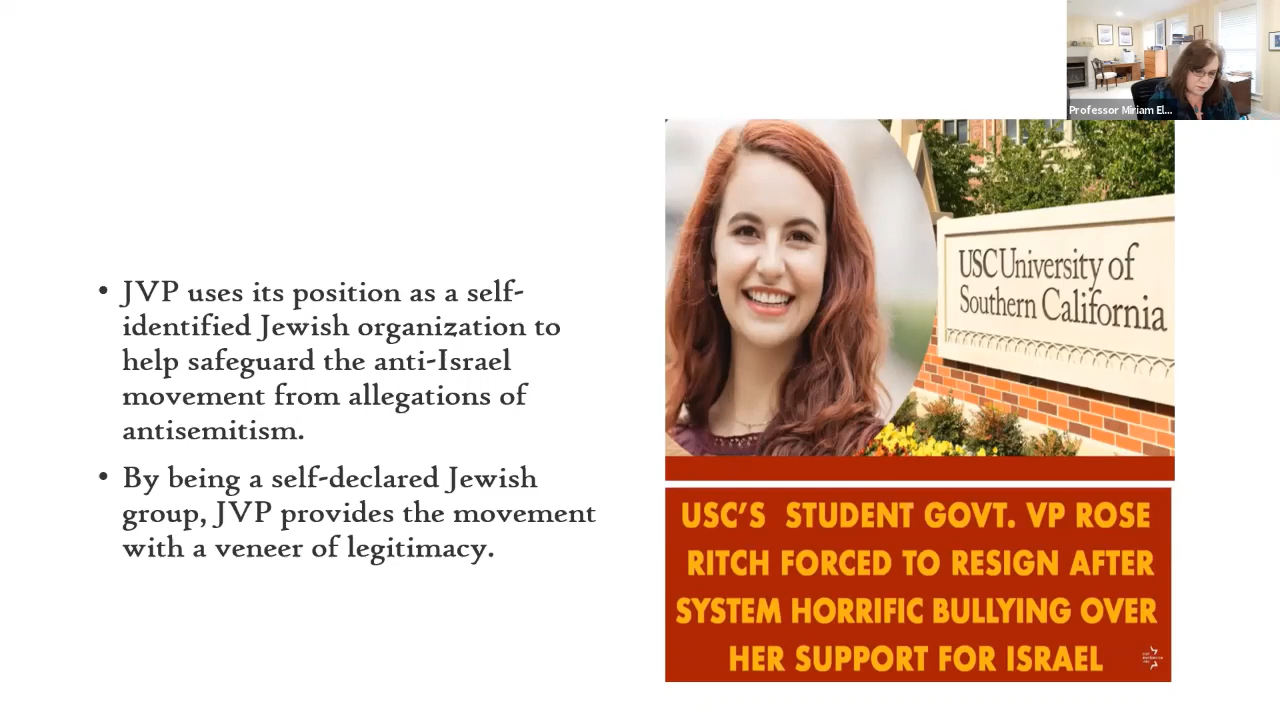 Professor Miriam El...
• JVP uses its position as a self-
identified Jewish organization to
help safeguard the anti-Israel
movement from allegations of
antisemitism.
• By being a self-declared Jewish
group, JVP provides the movement
with a veneer of legitimacy.
USC University of
Southern California
USC'S STUDENT GOVT. VP ROSE
RITCH FORCED TO RESIGN AFTER
SYSTEM HORRIFIC BULLYING OVER
HER SUPPORT FOR ISRAEL